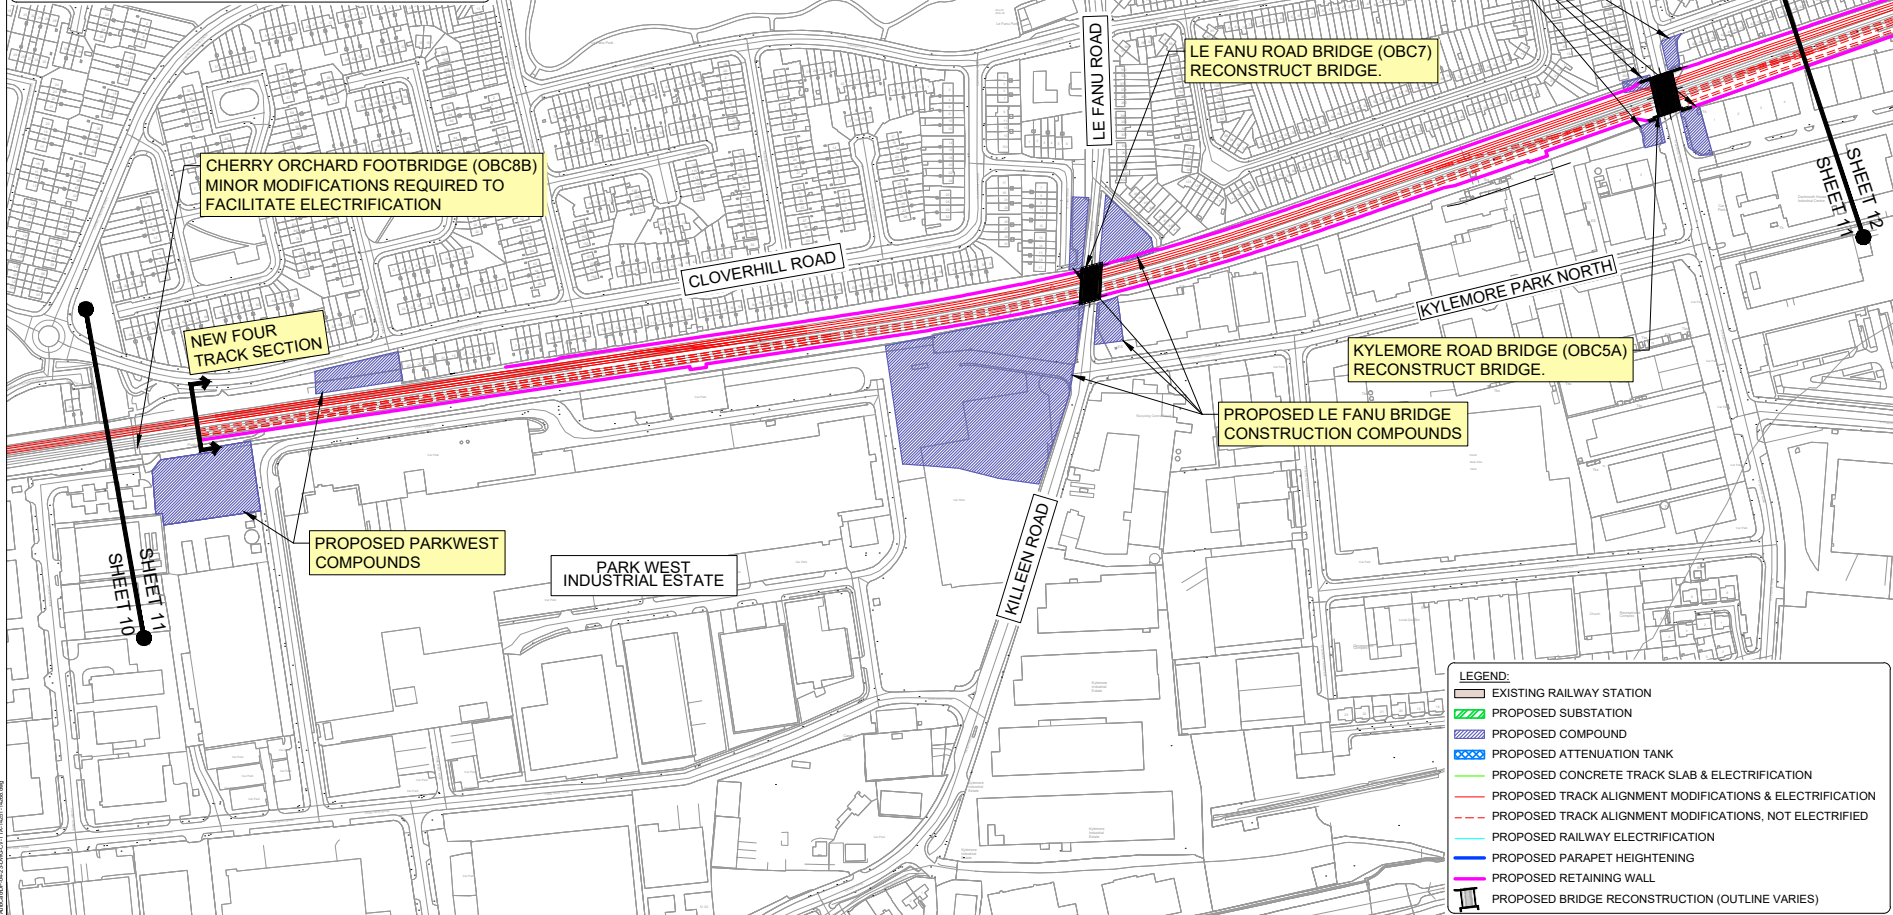 LE FANU ROAD
LE FANU ROAD BRIDGE (OBC7)
RECONSTRUCT BRIDGE.
CHERRY ORCHARD FOOTBRIDGE (OBC8B)
MINOR MODIFICATIONS REQUIRED TO
FACILITATE ELECTRIFICATION
SHEET 12
SHEET 11
CLOVERHILL ROAD
KYLEMORE PARK NORTH
NEW FOUR
TRACK SECTION
KYLEMORE ROAD BRIDGE (OBC5A)
RECONSTRUCT BRIDGE.
PROPOSED LE FANU BRIDGE
CONSTRUCTION COMPOUNDS
PROPOSED PARKWEST
COMPOUNDS
PARK WEST
INDUSTRIAL ESTATE
KILLEEN ROAD
SHEET 11
SHEET 10
LEGEND:
EXISTING RAILWAY STATION
PROPOSED SUBSTATION
PROPOSED COMPOUND
PROPOSED ATTENUATION TANK
PROPOSED CONCRETE TRACK SLAB & ELECTRIFICATION
PROPOSED TRACK ALIGNMENT MODIFICATIONS & ELECTRIFICATION
PROPOSED TRACK ALIGNMENT MODIFICATIONS, NOT ELECTRIFIED
PROPOSED RAILWAY ELECTRIFICATION
PROPOSED PARAPET HEIGHTENING
PROPOSED RETAINING WALL
PROPOSED BRIDGE RECONSTRUCTION (OUTLINE VARIES)